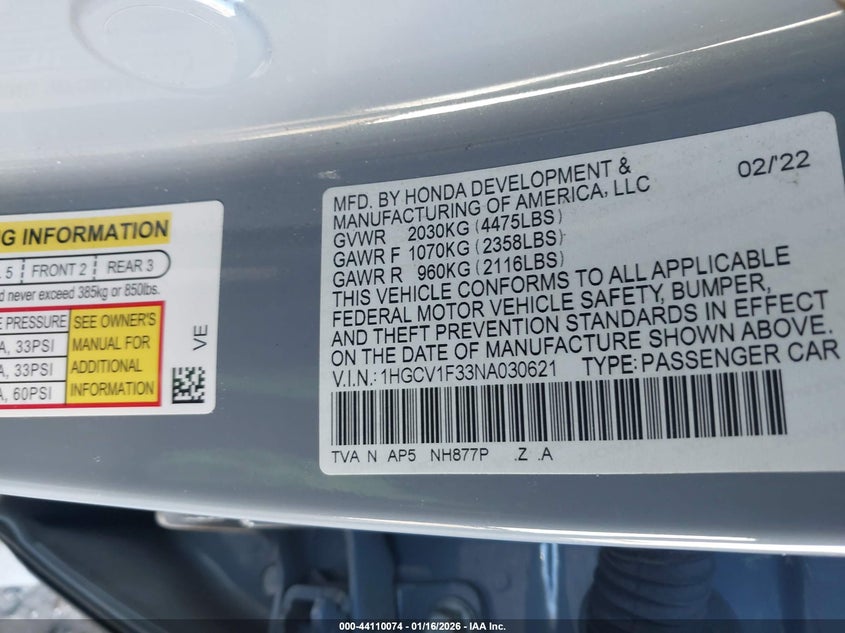 G INFORMATION
5 FRONT 2 REAR 3
d never exceed 385kg or 850lbs.
E PRESSURE SEE OWNER'S
A, 33PSI MANUAL FOR
A, 33PSI ADDITIONAL
A, 60PSI INFORMATION
VE
02/'22
MFD. BY HONDA DEVELOPMENT &
MANUFACTURING OF AMERICA, LLC
GVWR 2030KG (4475LBS)
GAWR F 1070KG (2358LBS)
GAWR R 960KG (2116LBS)
THIS VEHICLE CONFORMS TO ALL APPLICABLE
FEDERAL MOTOR VEHICLE SAFETY, BUMPER,
AND THEFT PREVENTION STANDARDS IN EFFECT
ON THE DATE OF MANUFACTURE SHOWN ABOVE.
V.I.N.: 1HGCV1F33NA030621 TYPE: PASSENGER CAR
TVA N AP5 NH877P .Z .A
000-44110074 | 01/16/2026 | IAA Inc.